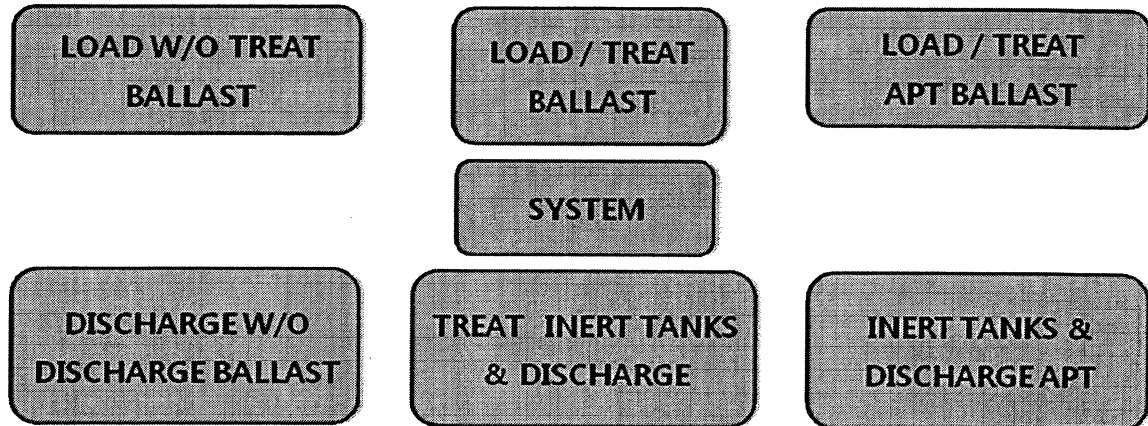 LOAD W/O TREAT
BALLAST
LOAD / TREAT
BALLAST
LOAD / TREAT
APT BALLAST
SYSTEM
DISCHARGE W/O
DISCHARGE BALLAST
TREAT INERT TANKS
& DISCHARGE
INERT TANKS &
DISCHARGE APT